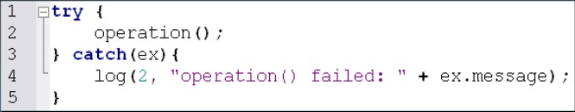 1 try {
2     operation();
3 } catch(ex){
4     log(2, "operation() failed: " + ex.message);
5 }